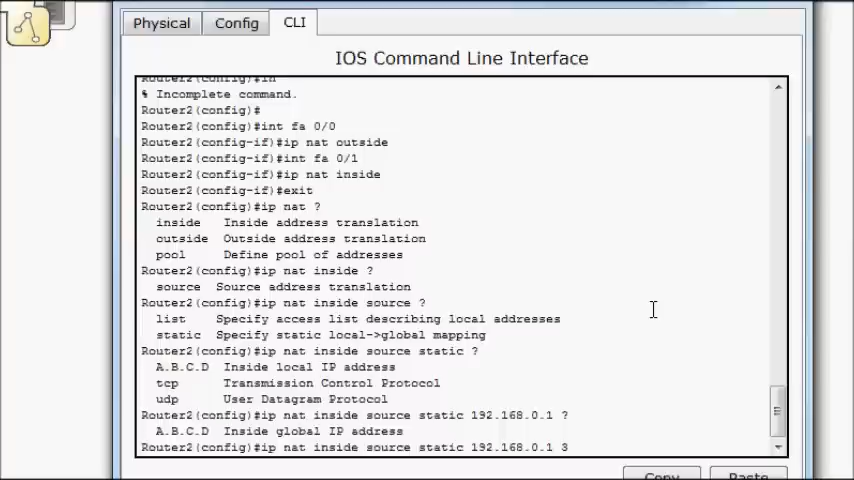 Physical Config CLI
IOS Command Line Interface
Router2(config)#in
% Incomplete command.
Router2(config)#
Router2(config)#int fa 0/0
Router2(config-if)#ip nat outside
Router2(config-if)#int fa 0/1
Router2(config-if)#ip nat inside
Router2(config-if)#exit
Router2(config)#ip nat ?
inside Inside address translation
outside Outside address translation
pool Define pool of addresses
Router2(config)#ip nat inside ?
source Source address translation
Router2(config)#ip nat inside source ?
list Specify access list describing local addresses
static Specify static local->global mapping
Router2(config)#ip nat inside source static ?
A.B.C.D Inside local IP address
tcp Transmission Control Protocol
udp User Datagram Protocol
Router2(config)#ip nat inside source static 192.168.0.1 ?
A.B.C.D Inside global IP address
Router2(config)#ip nat inside source static 192.168.0.1 3
Copy Paste